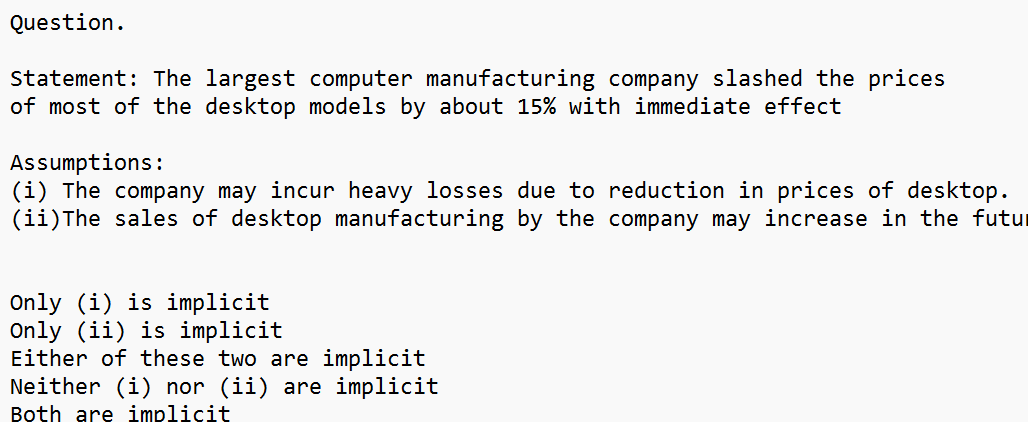 Question.
Statement: The largest computer manufacturing company slashed the prices
of most of the desktop models by about 15% with immediate effect
Assumptions:
(i) The company may incur heavy losses due to reduction in prices of desktop.
(ii)The sales of desktop manufacturing by the company may increase in the
Only (i) is implicit
Only (ii) is implicit
Either of these two are implicit
Neither (i) nor (ii) are implicit
Both are implicit